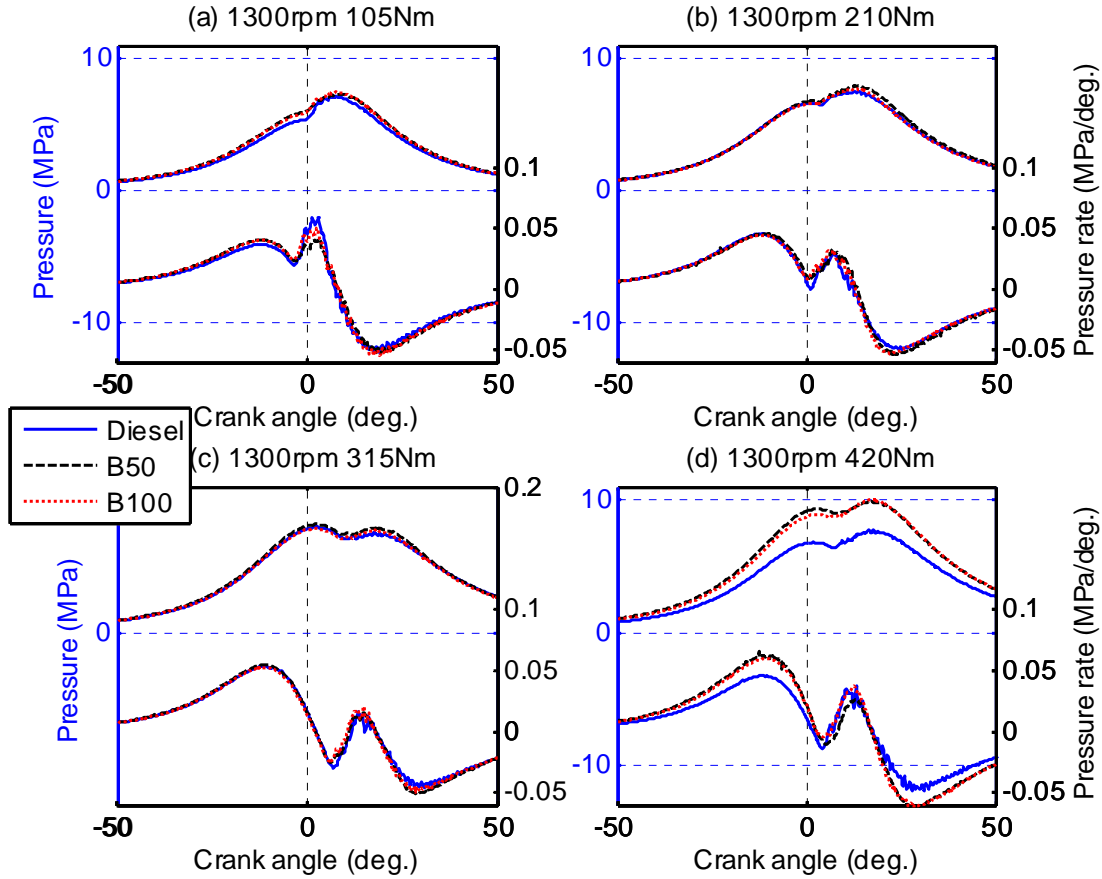 (a) 1300rpm 105Nm
(b) 1300rpm 210Nm
10
0
-10
Pressure (MPa)
0.1
0.05
0
-0.05
-50
0
50
Crank angle (deg.)
10
0
-10
0.1
0.05
0
-0.05
Pressure rate (MPa/deg.)
-50
0
50
Crank angle (deg.)
Diesel
B50
B100
(c) 1300rpm 315Nm
(d) 1300rpm 420Nm
0
Pressure (MPa)
0.2
0.1
0.05
0
-0.05
-50
0
50
Crank angle (deg.)
10
0
-10
0.1
0.05
0
-0.05
Pressure rate (MPa/deg.)
-50
0
50
Crank angle (deg.)